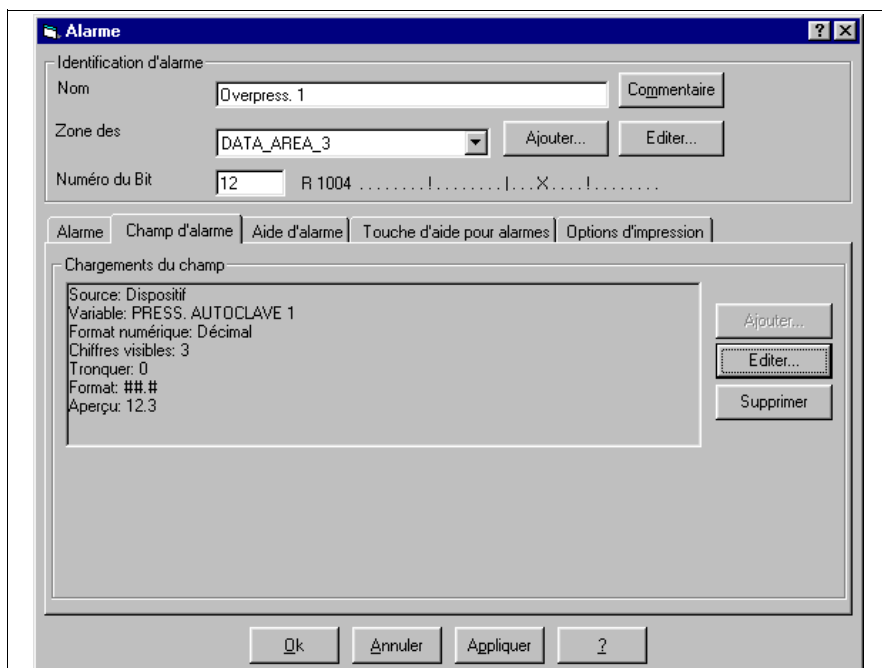 Alarme
Identification d'alarme
Nom
Overpress. 1
Commentaire
Zone des
DATA_AREA_3
Ajouter...
Editer...
Numéro du Bit
12
R 1004 ........!........|...X....!........
Alarme Champ d'alarme Aide d'alarme Touche d'aide pour alarmes Options d'impression
Chargements du champ
Source: Dispositif
Variable: PRESS. AUTOCLAVE 1
Format numérique: Décimal
Chiffres visibles: 3
Tronquer: 0
Format: ##.#
Aperçu: 12.3
Ajouter...
Editer...
Supprimer
Ok Annuler Appliquer ?